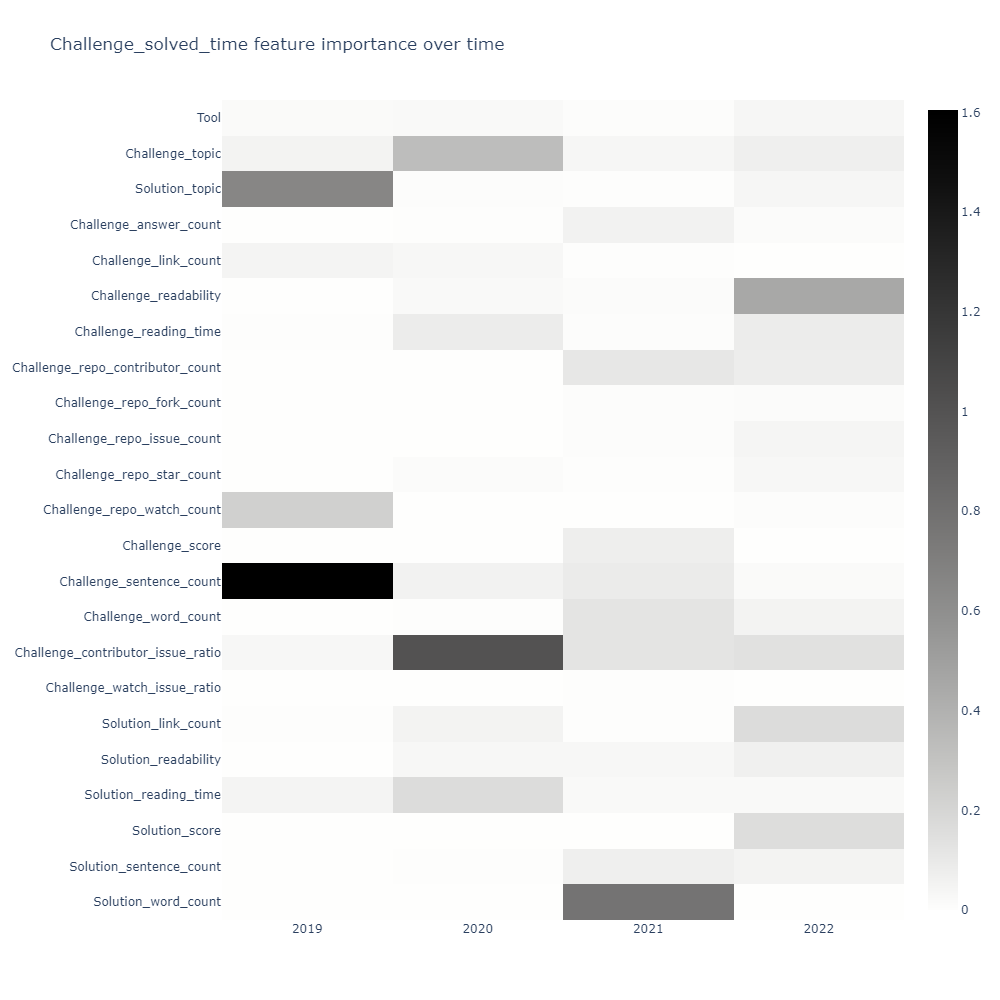 Challenge_solved_time feature importance over time
Tool
Challenge_topic
Solution_topic
Challenge_answer_count
Challenge_link_count
Challenge_readability
Challenge_reading_time
Challenge_repo_contributor_count
Challenge_repo_fork_count
Challenge_repo_issue_count
Challenge_repo_star_count
Challenge_repo_watch_count
Challenge_score
Challenge_sentence_count
Challenge_word_count
Challenge_contributor_issue_ratio
Challenge_watch_issue_ratio
Solution_link_count
Solution_readability
Solution_reading_time
Solution_score
Solution_sentence_count
Solution_word_count
2019 2020 2021 2022
1.6
1.4
1.2
1
0.8
0.6
0.4
0.2
0